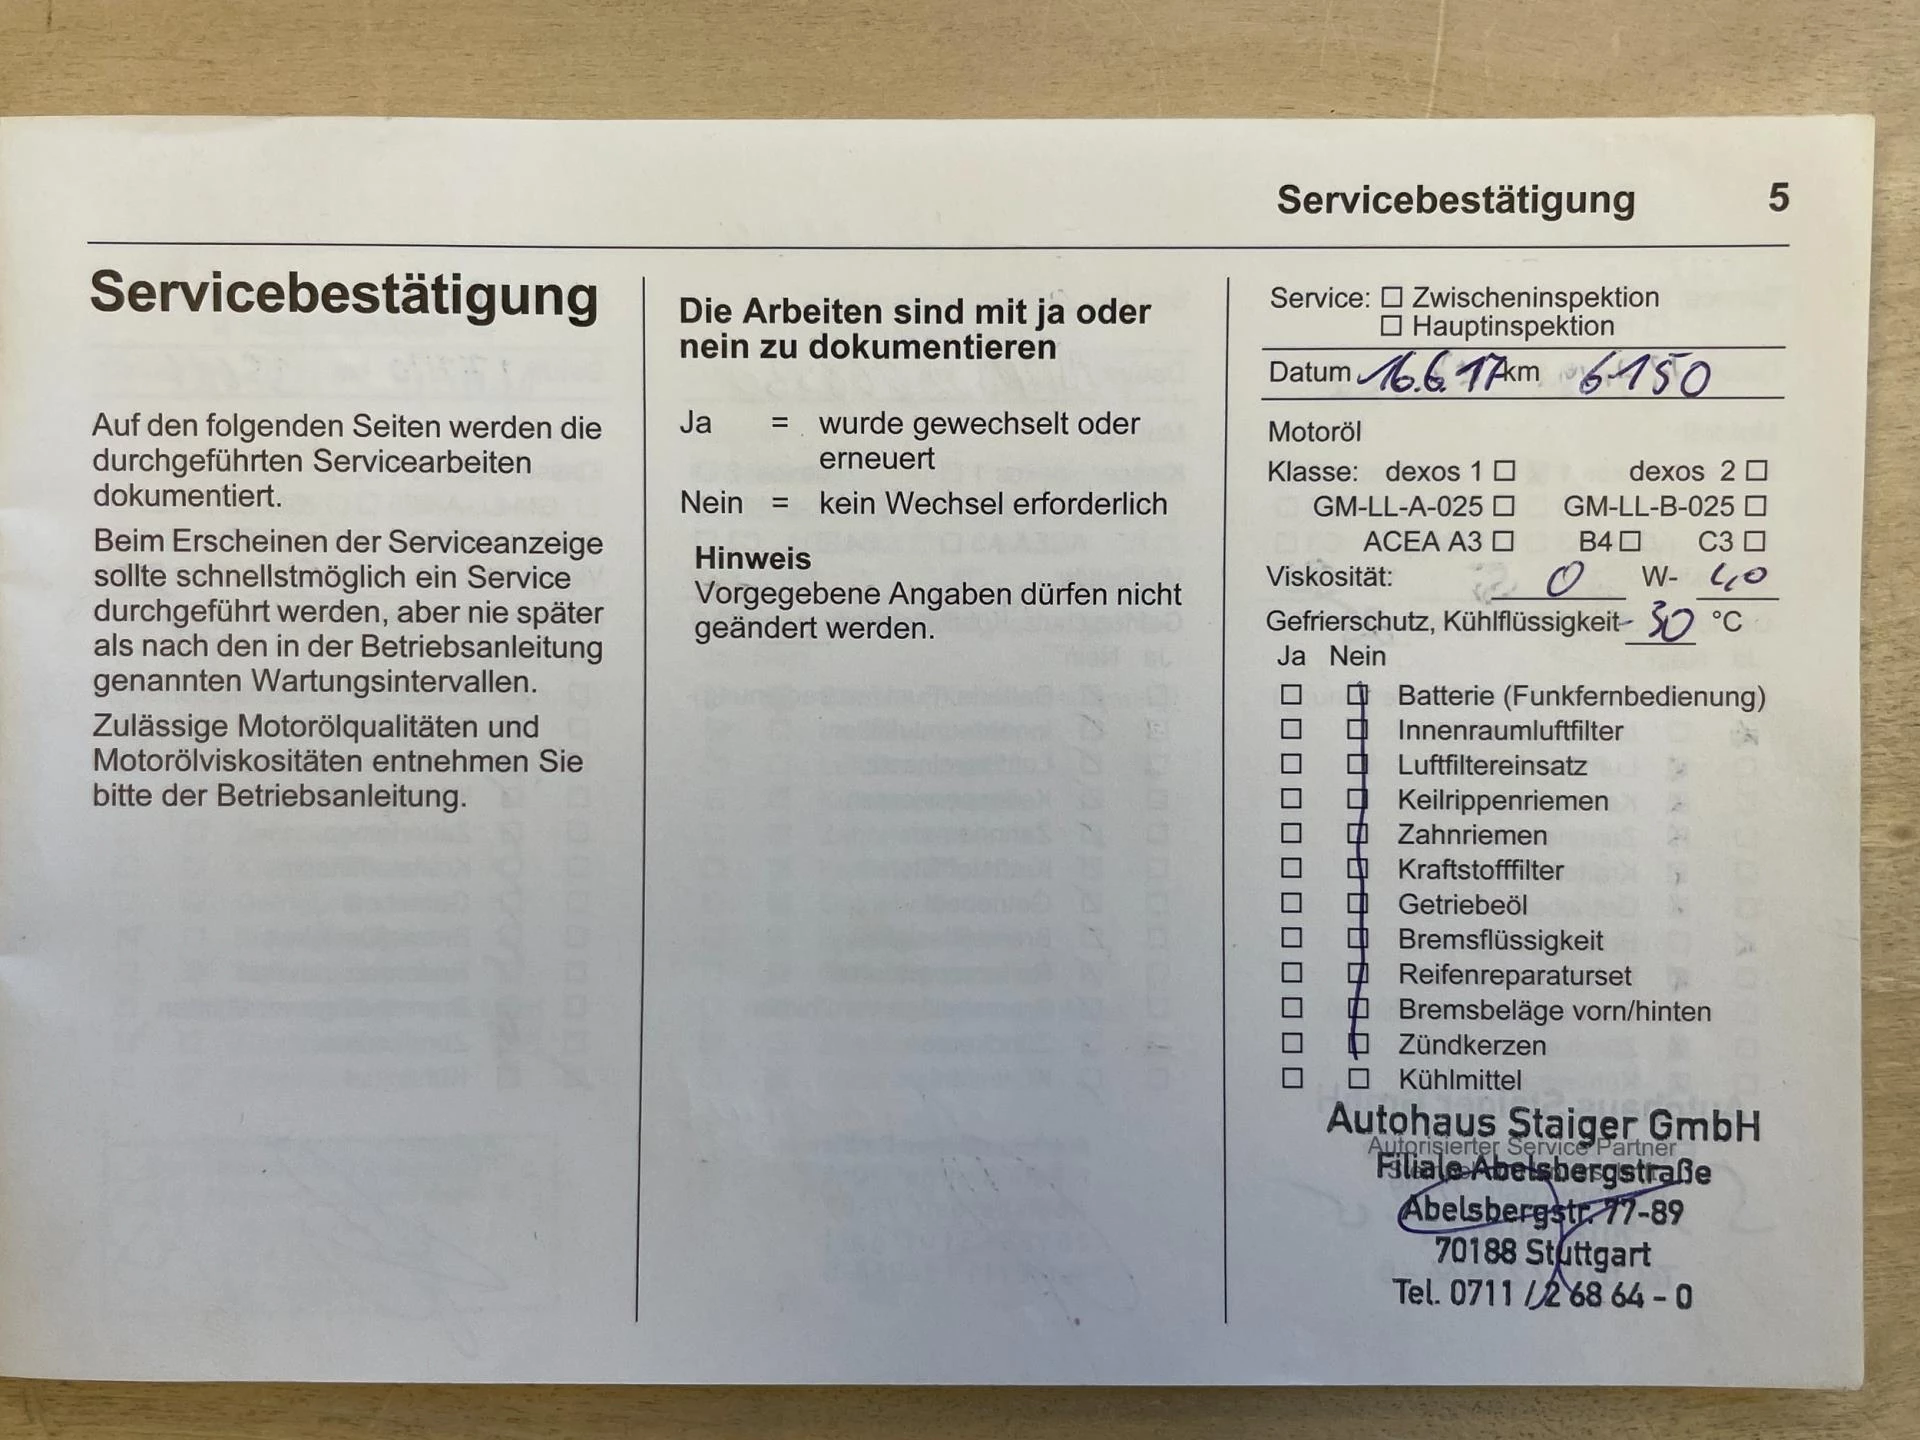 Servicebestätigung 5
Servicebestätigung
Auf den folgenden Seiten werden die
durchgeführten Servicearbeiten
dokumentiert.
Beim Erscheinen der Serviceanzeige
sollte schnellstmöglich ein Service
durchgeführt werden, aber nie später
als nach den in der Betriebsanleitung
genannten Wartungsintervallen.
Zulässige Motorölqualitäten und
Motorölviskositäten entnehmen Sie
bitte der Betriebsanleitung.
Die Arbeiten sind mit ja oder
nein zu dokumentieren
Ja = wurde gewechselt oder
erneuert
Nein = kein Wechsel erforderlich
Hinweis
Vorgegebene Angaben dürfen nicht
geändert werden.
Service: ☐ Zwischeninspektion
☐ Hauptinspektion
Datum 16.6.17 km 6150
Motoröl
Klasse: dexos 1 ☐ dexos 2 ☐
GM-LL-A-025 ☐ GM-LL-B-025 ☐
ACEA A3 ☐ B4 ☐ C3 ☐
Viskosität: 0 W- 40
Gefrierschutz, Kühlflüssigkeit -30 °C
Ja Nein
☐ ☐ Batterie (Funkfernbedienung)
☐ ☐ Innenraumluftfilter
☐ ☐ Luftfiltereinsatz
☐ ☐ Keilrippenriemen
☐ ☐ Zahnriemen
☐ ☐ Kraftstofffilter
☐ ☐ Getriebeöl
☐ ☐ Bremsflüssigkeit
☐ ☐ Reifenreparaturset
☐ ☐ Bremsbeläge vorn/hinten
☐ ☐ Zündkerzen
☐ ☐ Kühlmittel
Autohaus Staiger GmbH
Autorisierter Service Partner
Filiale Abelsbergstraße
Abelsbergstr. 77-89
70188 Stuttgart
Tel. 0711 / 2 68 64 - 0